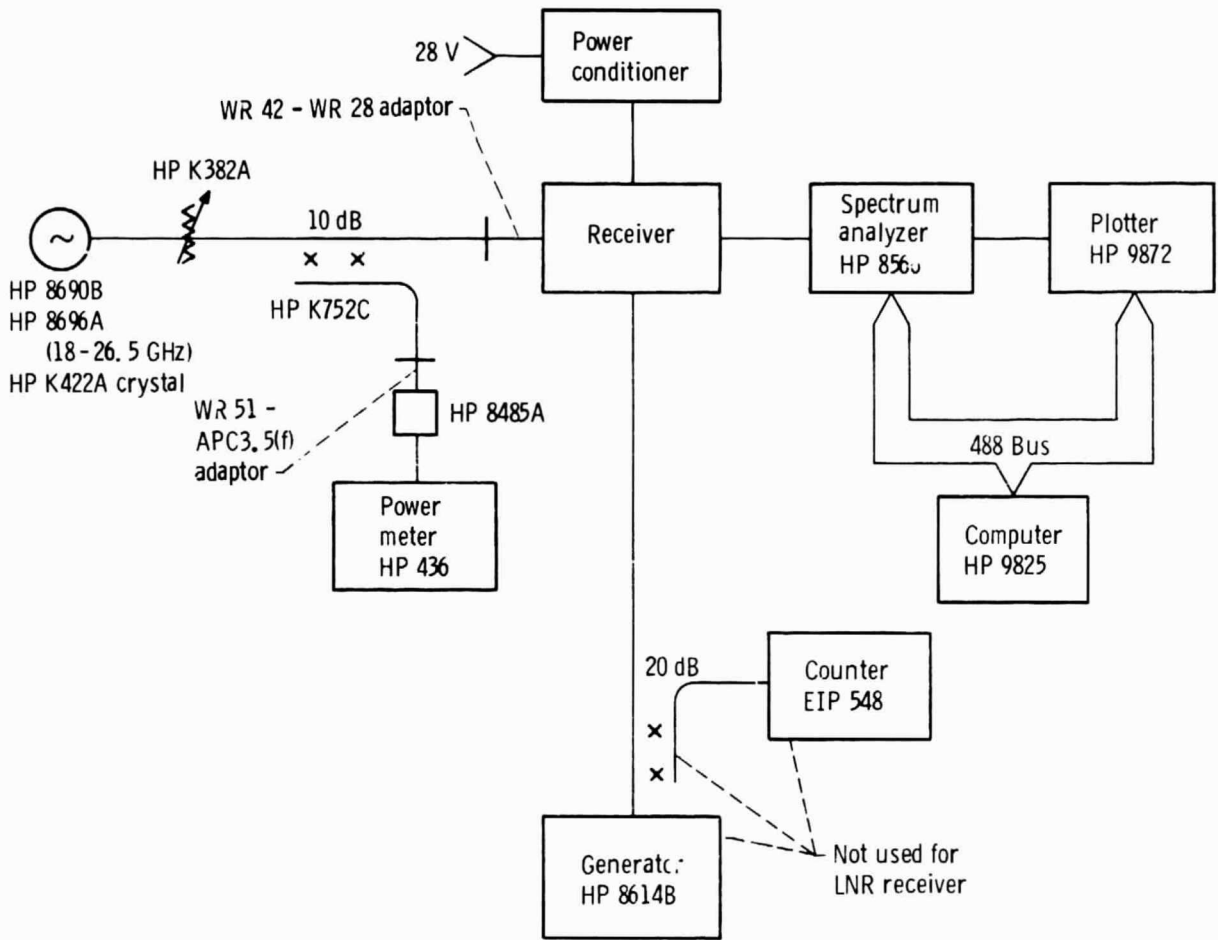 28 V
Power
conditioner
WR 42 - WR 28 adaptor
HP K382A
10 dB
Receiver
Spectrum
analyzer
HP
Plotter
HP 9872
HP 8690B
HP 8696A
(18-26.5 GHz)
HP K422A crystal
HP K752C
WR 51 -
APC3.5(f)
adaptor
HP 8485A
488 Bus
Power
meter
HP 436
Computer
HP 9825
20 dB
Counter
EIP 548
Generator
HP 8614B
Not used for
LNR receiver